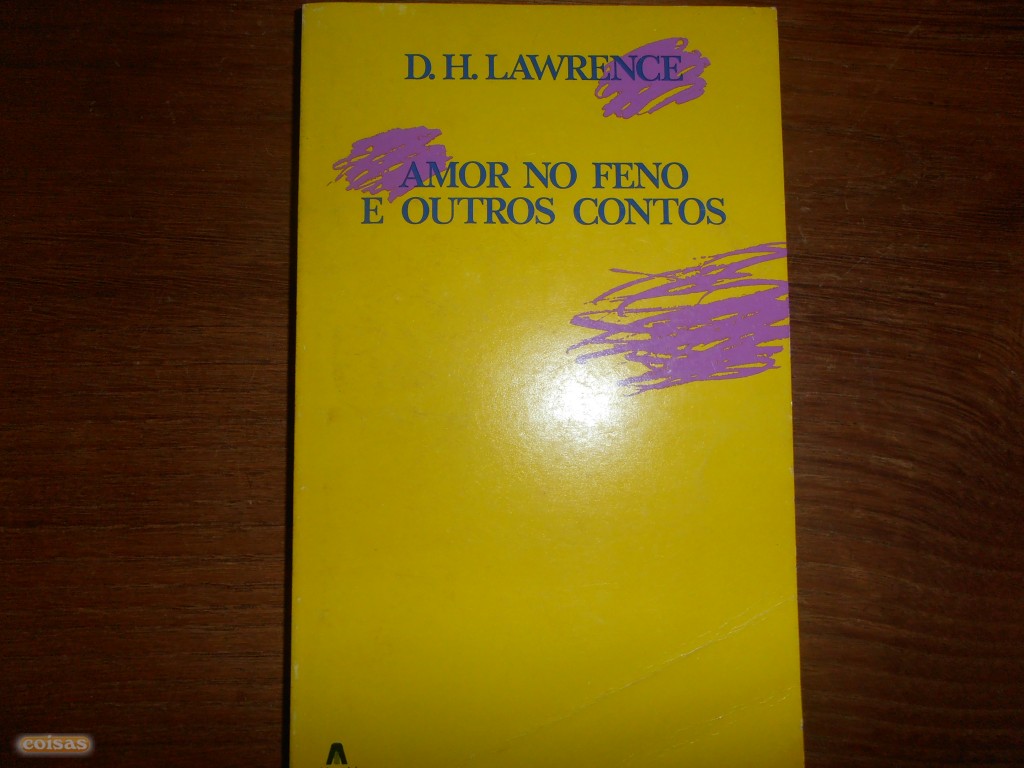 D. H. LAWRENCE
AMOR NO FENO
E OUTROS CONTOS
coisas